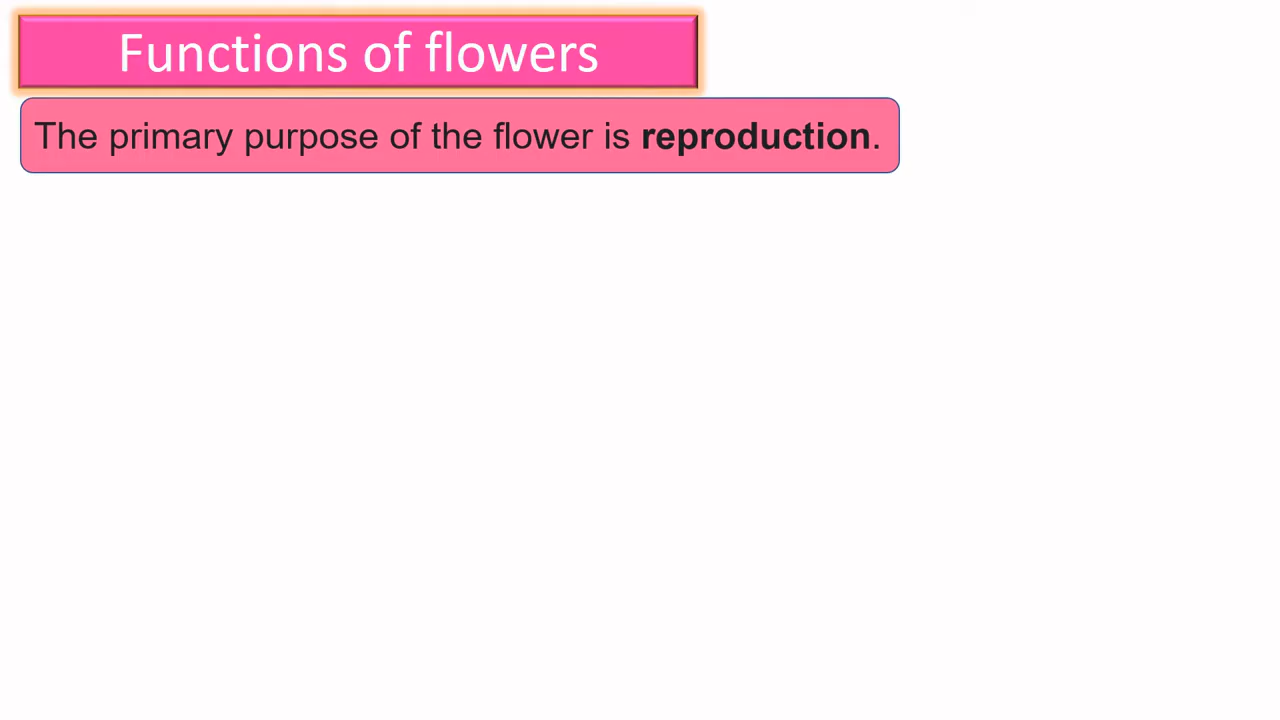 Functions of flowers
The primary purpose of the flower is reproduction.